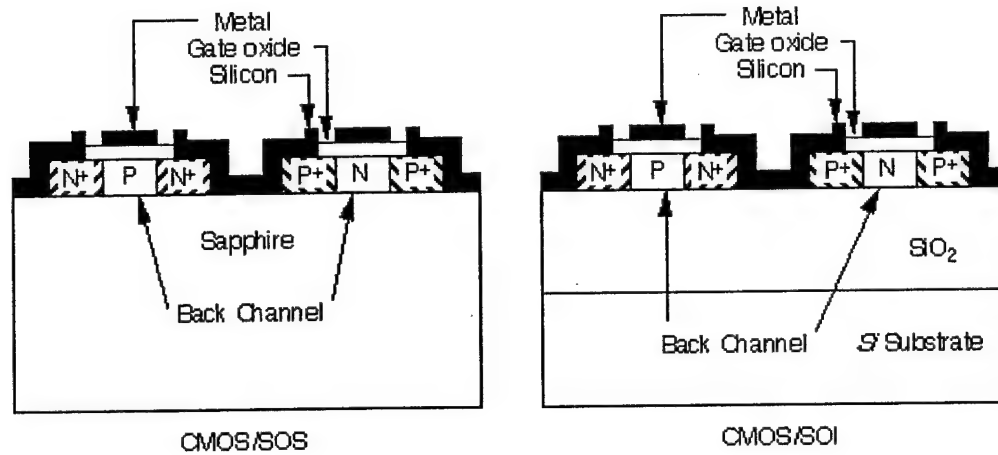 Metal
Gate oxide
Silicon
N+ P N+ P+ N P+
Sapphire
Back Channel
CMOS/SOS
Metal
Gate oxide
Silicon
N+ P N+ P+ N P+
SiO₂
Back Channel
Si Substrate
CMOS/SOI